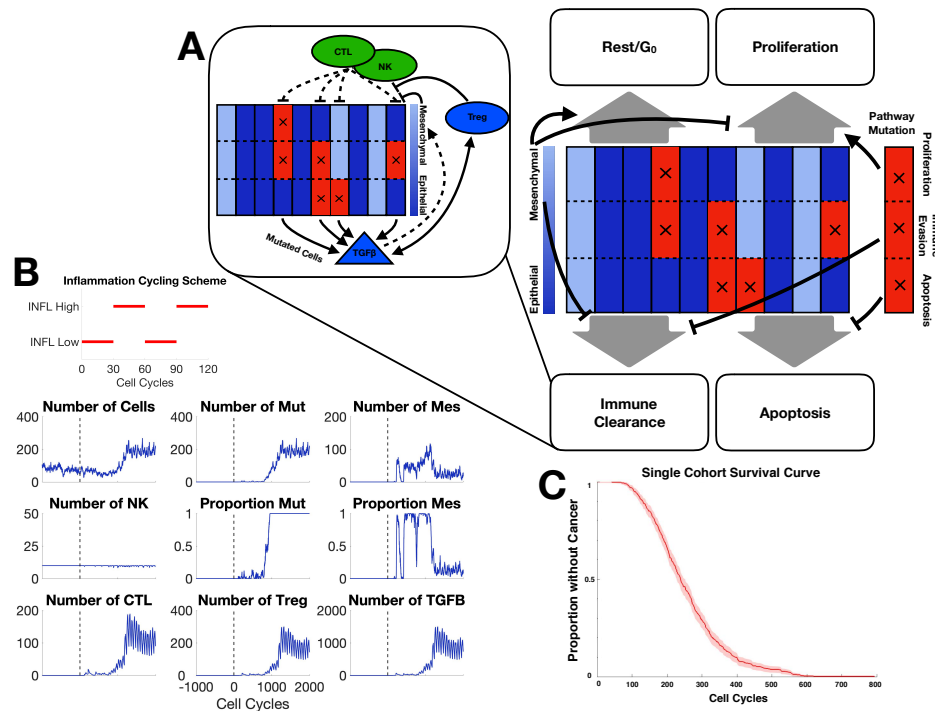 A
CTL
NK
Treg
Mesenchymal
Epithelial
Mutated Cells
TGFβ
Rest/G₀
Proliferation
Pathway
Mutation
Mesenchymal
Epithelial
Proliferation
Immune
Evasion
Apoptosis
Immune
Clearance
Apoptosis
B
Inflammation Cycling Scheme
INFL High
INFL Low
0 30 60 90 120
Cell Cycles
Number of Cells
400
200
0
Number of Mut
400
200
0
Number of Mes
200
100
0
Number of NK
50
25
0
Proportion Mut
1
0.5
0
Proportion Mes
1
0.5
0
Number of CTL
200
100
0
Number of Treg
400
200
0
-1000 0 1000 2000
Cell Cycles
Number of TGFB
2000
1000
0
C
Single Cohort Survival Curve
Proportion without Cancer
1
0.5
0
0 100 200 300 400 500 600 700 800
Cell Cycles